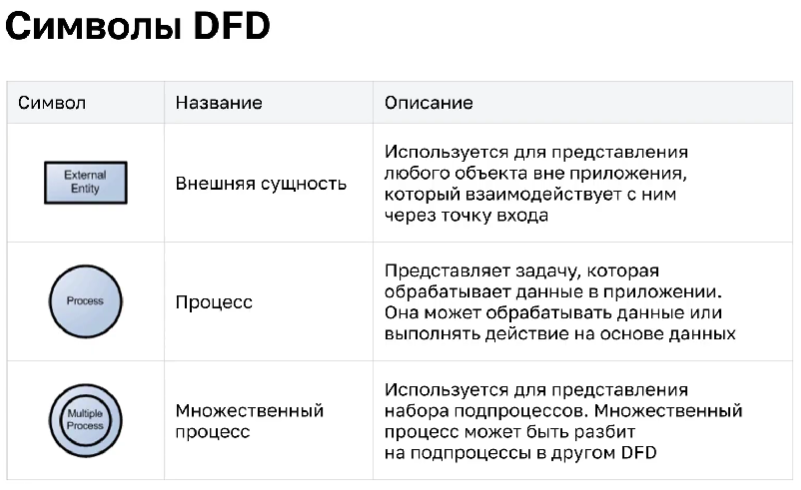 Символы DFD
Символ
Название
Описание
External
Entity
Внешняя сущность
Используется для представления
любого объекта вне приложения,
который взаимодействует с ним
через точку входа
Process
Процесс
Представляет задачу, которая
обрабатывает данные в приложении.
Она может обрабатывать данные или
выполнять действие на основе данных
Multiple
Process
Множественный
процесс
Используется для представления
набора подпроцессов. Множественный
процесс может быть разбит
на подпроцессы в другом DFD